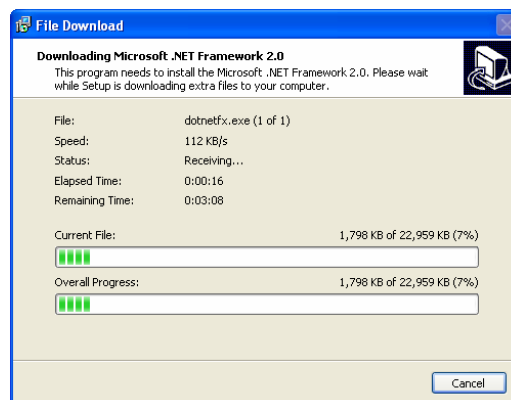 File Download
Downloading Microsoft .NET Framework 2.0
This program needs to install the Microsoft .NET Framework 2.0. Please wait
while Setup is downloading extra files to your computer.
File: dotnetfx.exe (1 of 1)
Speed: 112 KB/s
Status: Receiving...
Elapsed Time: 0:00:16
Remaining Time: 0:03:08
Current File: 1,798 KB of 22,959 KB (7%)
Overall Progress: 1,798 KB of 22,959 KB (7%)
Cancel